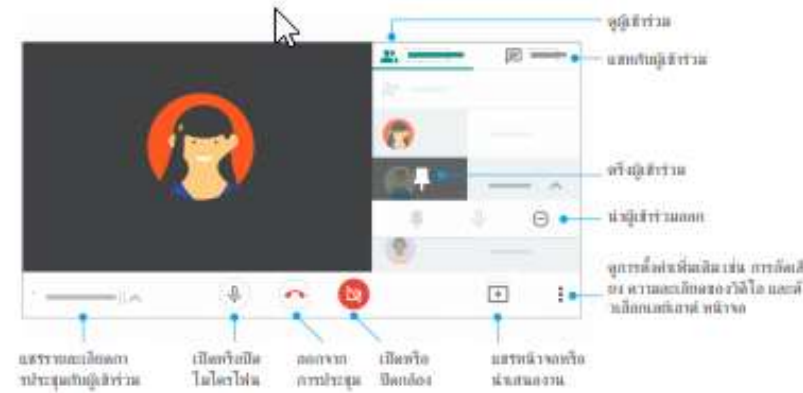 ดูผู้เข้าร่วม
แชทกับผู้เข้าร่วม
ตรึงผู้เข้าร่วม
นำผู้เข้าร่วมออก
ดูการตั้งค่าเพิ่มเติม เช่น การอัดเสี
ยง ความละเอียดของวิดีโอ และตั
วเลือกเลย์เอาต์ หน้าจอ
แชร์รายละเอียดกา
รประชุมกับผู้เข้าร่วม
เปิดหรือปิด
ไมโครโฟน
ออกจาก
การประชุม
เปิดหรือ
ปิดกล้อง
แชร์หน้าจอหรือ
นำเสนองาน